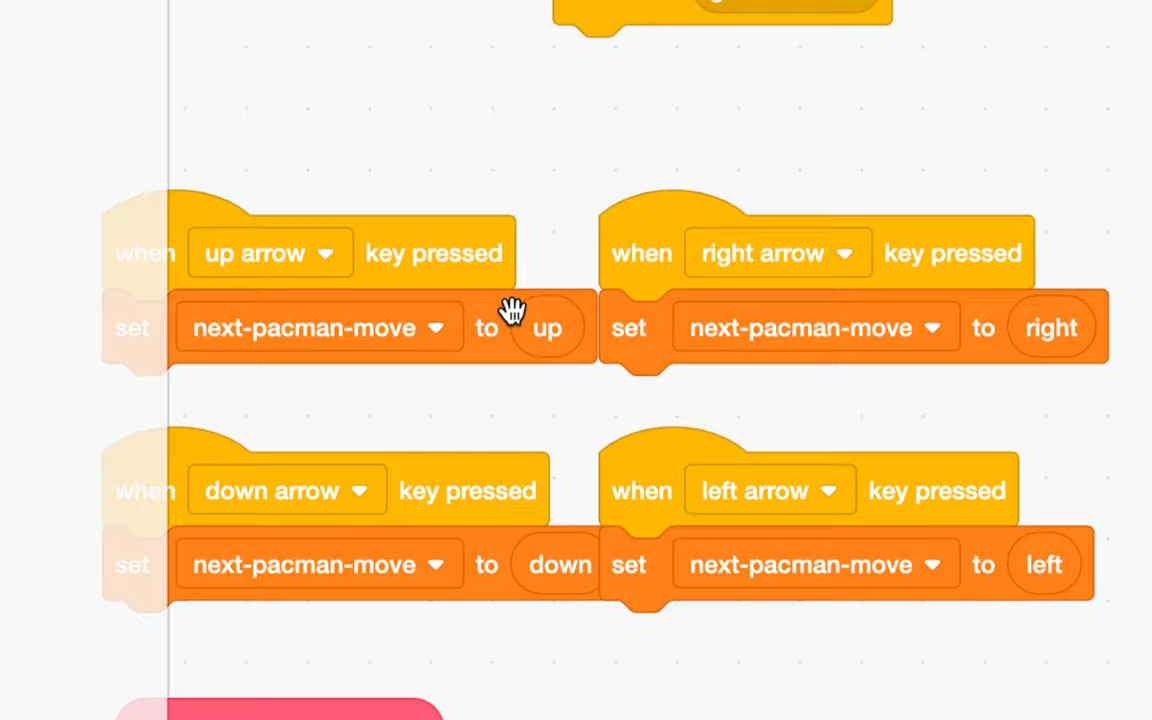 when up arrow key pressed
set next-pacman-move to up
when right arrow key pressed
set next-pacman-move to right
when down arrow key pressed
set next-pacman-move to down
when left arrow key pressed
set next-pacman-move to left